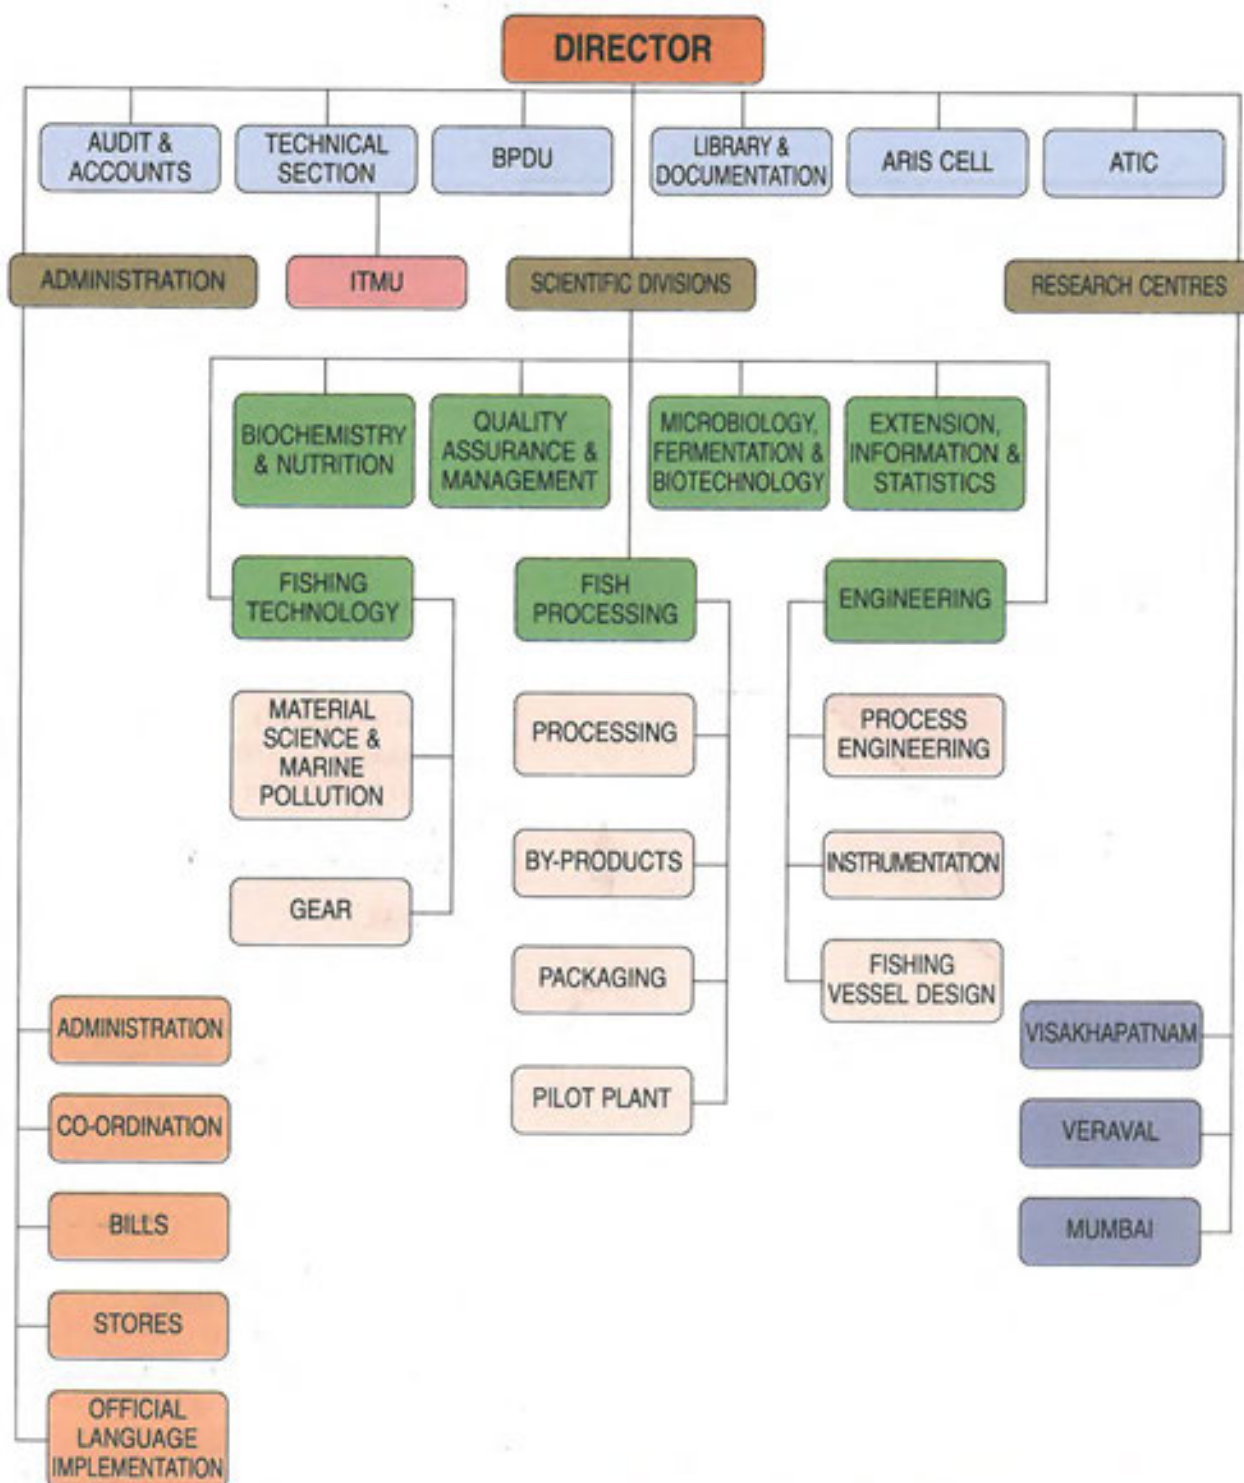 DIRECTOR
AUDIT &
ACCOUNTS
TECHNICAL
SECTION
BPDU
LIBRARY &
DOCUMENTATION
ARIS CELL
ATIC
ADMINISTRATION
ITMU
SCIENTIFIC DIVISIONS
RESEARCH CENTRES
BIOCHEMISTRY
& NUTRITION
QUALITY
ASSURANCE &
MANAGEMENT
MICROBIOLOGY,
FERMENTATION &
BIOTECHNOLOGY
EXTENSION,
INFORMATION &
STATISTICS
FISHING
TECHNOLOGY
FISH
PROCESSING
ENGINEERING
MATERIAL
SCIENCE &
MARINE
POLLUTION
GEAR
PROCESSING
BY-PRODUCTS
PACKAGING
PILOT PLANT
PROCESS
ENGINEERING
INSTRUMENTATION
FISHING
VESSEL DESIGN
ADMINISTRATION
CO-ORDINATION
BILLS
STORES
OFFICIAL
LANGUAGE
IMPLEMENTATION
VISAKHAPATNAM
VERAVAL
MUMBAI